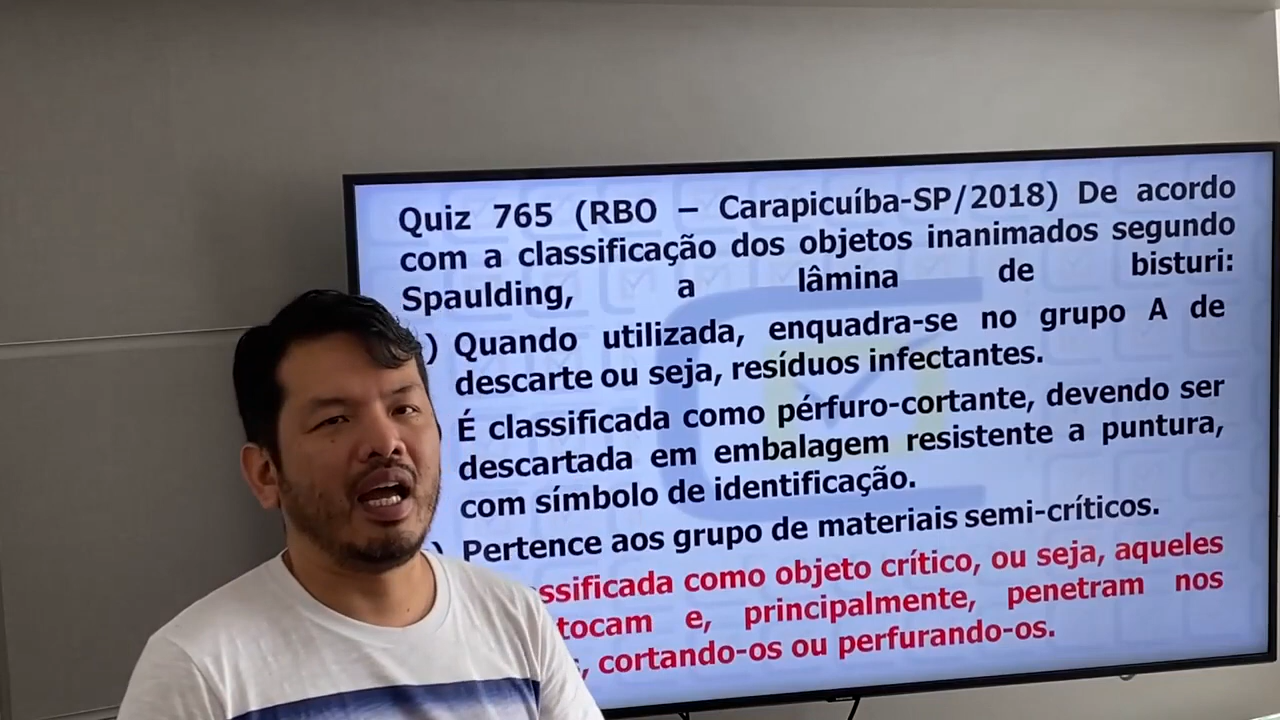 Quiz 765 (RBO – Carapicuíba-SP/2018) De acordo
com a classificação dos objetos inanimados segundo
Spaulding, a lâmina de bisturi:
) Quando utilizada, enquadra-se no grupo A de
descarte ou seja, resíduos infectantes.
É classificada como pérfuro-cortante, devendo ser
descartada em embalagem resistente a puntura,
com símbolo de identificação.
) Pertence aos grupo de materiais semi-críticos.
ssificada como objeto crítico, ou seja, aqueles
tocam e, principalmente, penetram nos
, cortando-os ou perfurando-os.